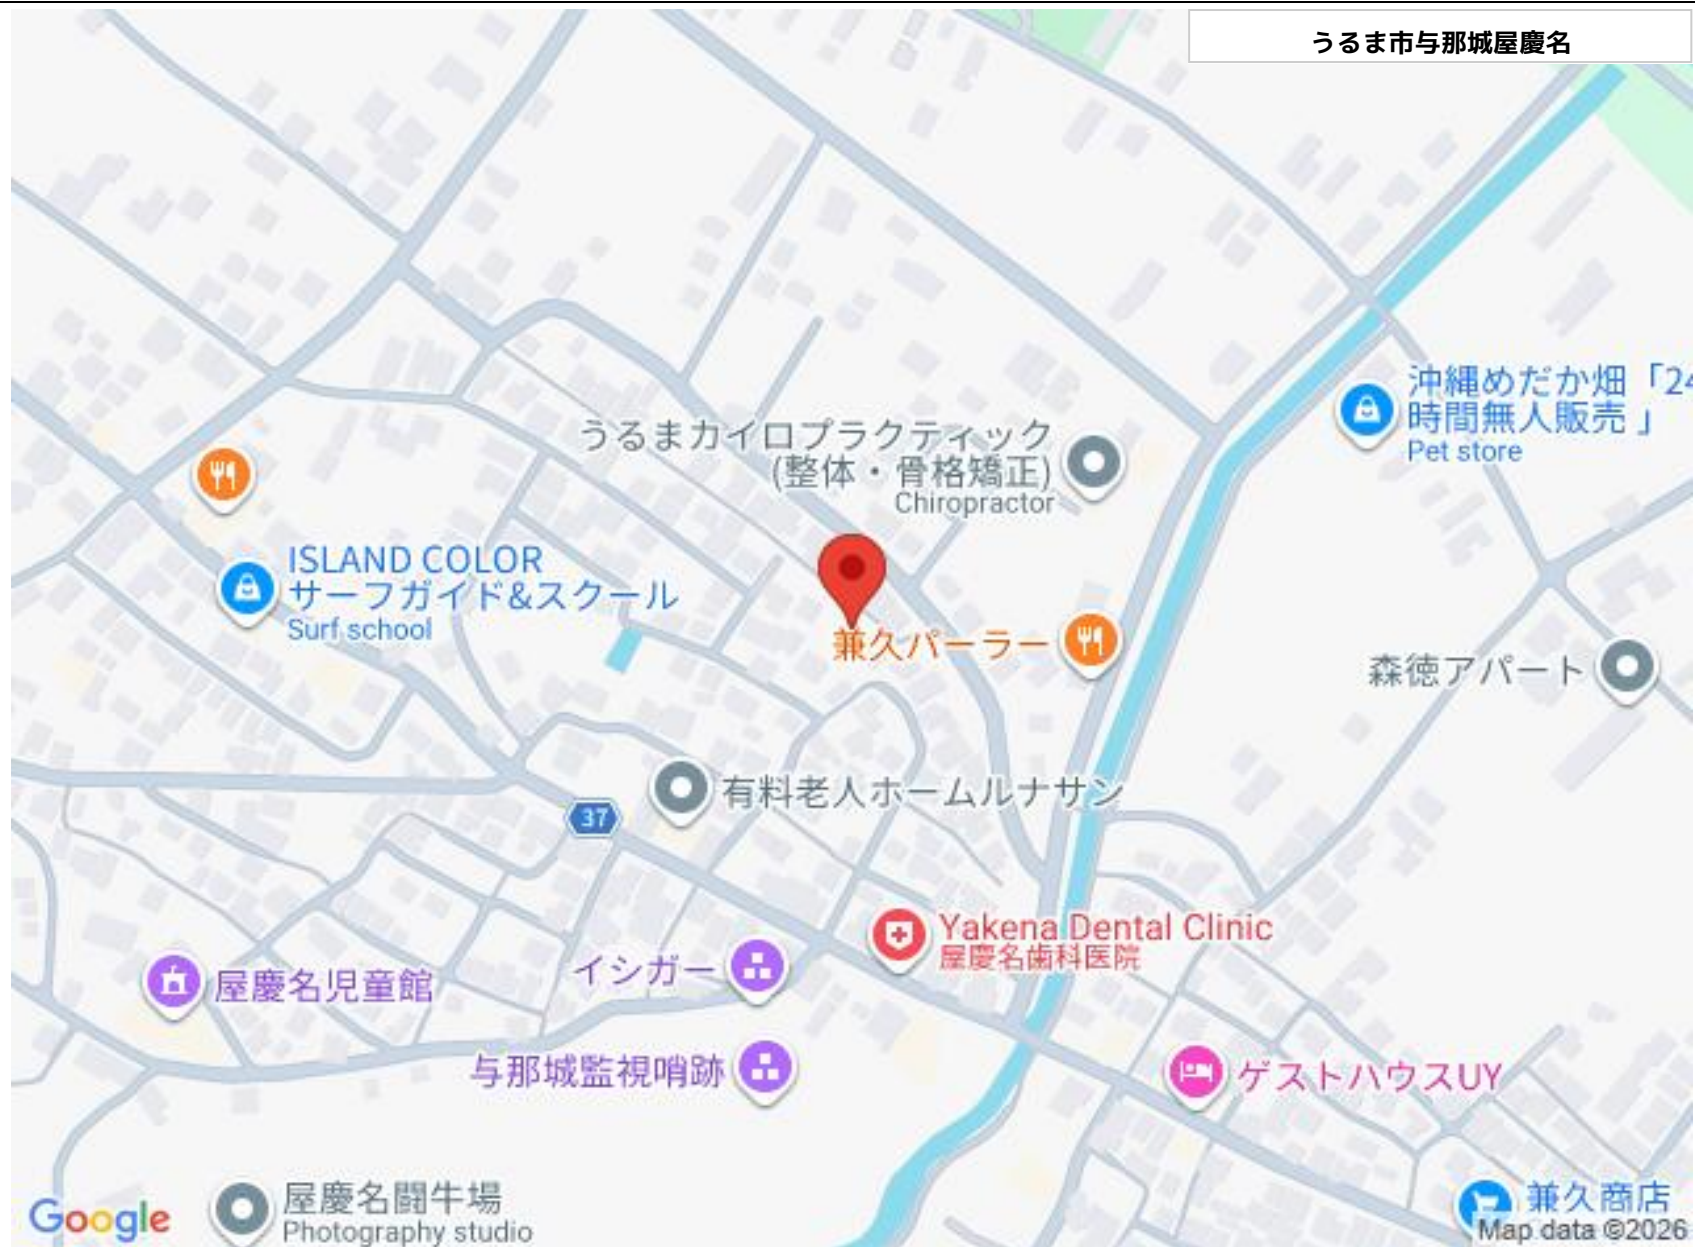 うるま市与那城屋慶名
沖縄めだか畑「24
時間無人販売 」
Pet store
うるまカイロプラクティック
(整体・骨格矯正)
Chiropractor
ISLAND COLOR
サーフガイド&スクール
Surf school
兼久パーラー
森徳アパート
有料老人ホームルナサン
37
Yakena Dental Clinic
屋慶名歯科医院
イシガー
屋慶名児童館
与那城監視哨跡
ゲストハウスUY
屋慶名闘牛場
Photography studio
兼久商店
Google
Map data ©2026